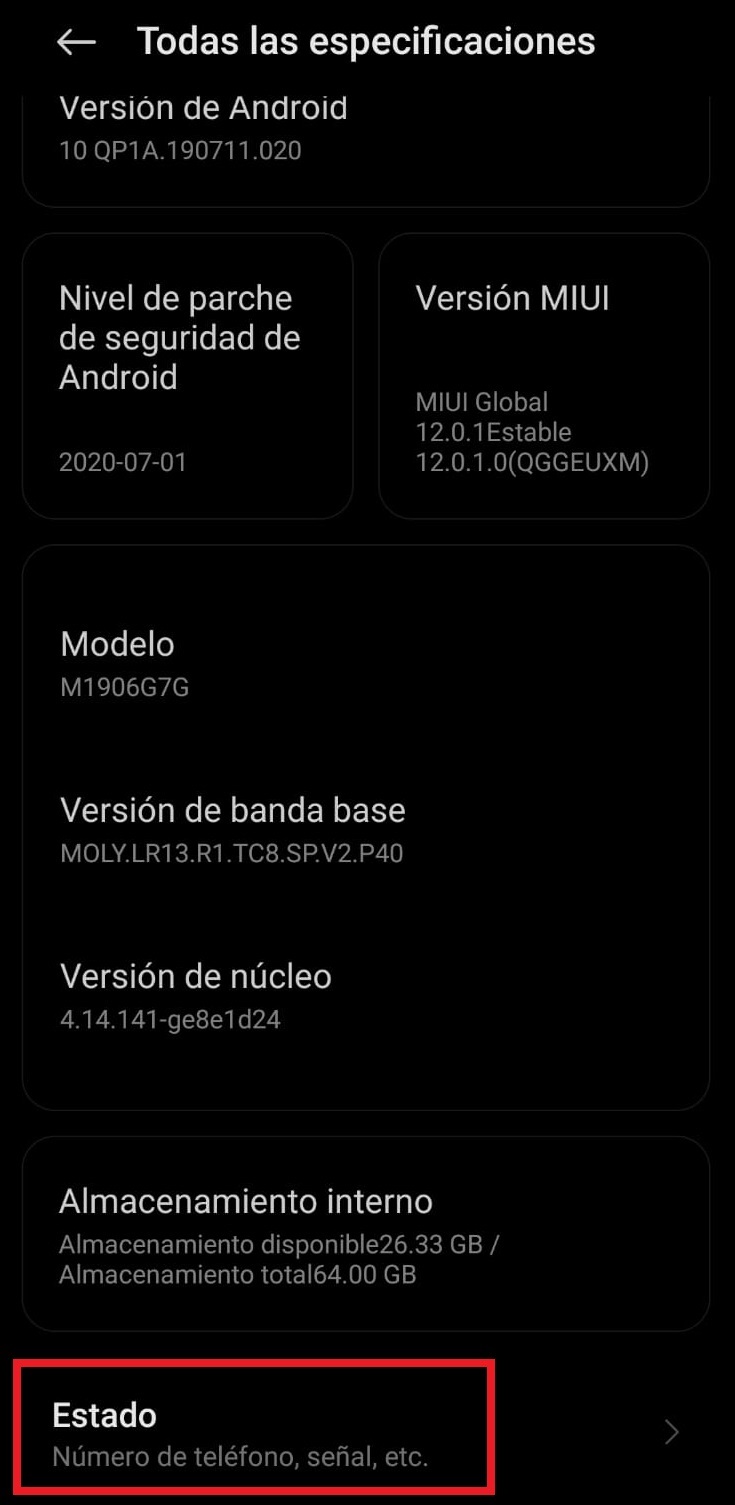 Todas las especificaciones
Versión de Android
10 QP1A.190711.020
Nivel de parche
de seguridad de
Android
2020-07-01
Versión MIUI
MIUI Global
12.0.1Estable
12.0.1.0(QGGEUXM)
Modelo
M1906G7G
Versión de banda base
MOLY.LR13.R1.TC8.SP.V2.P40
Versión de núcleo
4.14.141-ge8e1d24
Almacenamiento interno
Almacenamiento disponible26.33 GB /
Almacenamiento total64.00 GB
Estado
Número de teléfono, señal, etc.